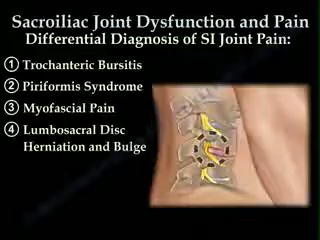 Sacroiliac Joint Dysfunction and Pain
Differential Diagnosis of SI Joint Pain:
① Trochanteric Bursitis
② Piriformis Syndrome
③ Myofascial Pain
④ Lumbosacral Disc
Herniation and Bulge